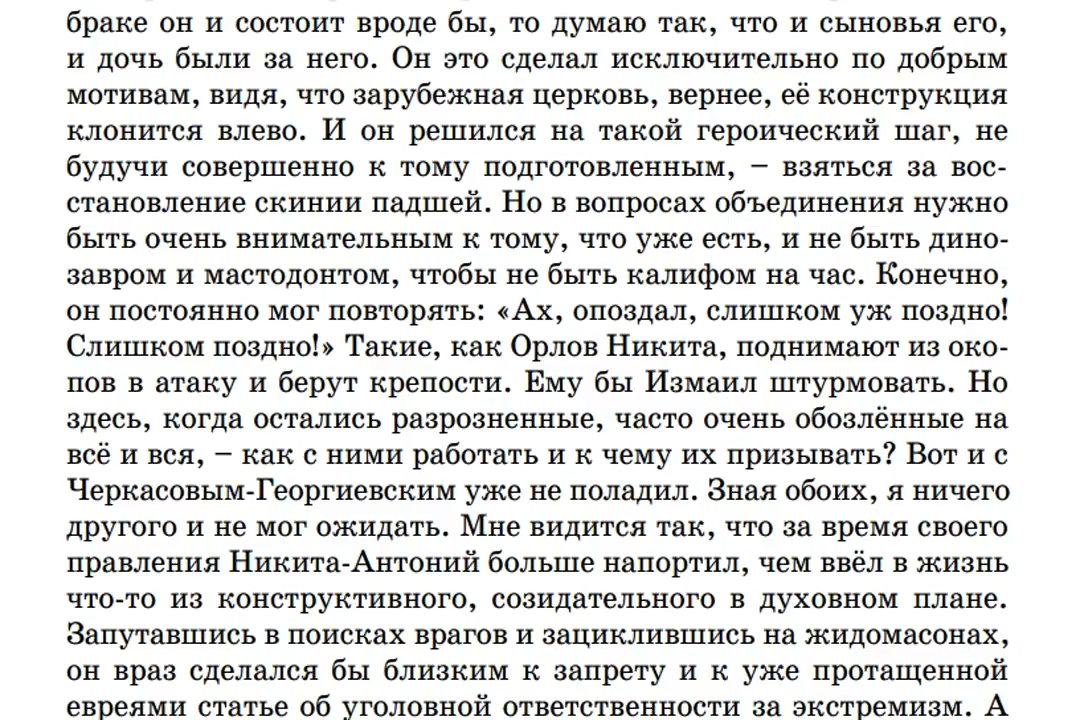 браке он и состоит вроде бы, то думаю так, что и сыновья его,
и дочь были за него. Он это сделал исключительно по добрым
мотивам, видя, что зарубежная церковь, вернее, её конструкция
клонится влево. И он решился на такой героический шаг, не
будучи совершенно к тому подготовленным, – взяться за вос-
становление скинии падшей. Но в вопросах объединения нужно
быть очень внимательным к тому, что уже есть, и не быть дино-
завром и мастодонтом, чтобы не быть калифом на час. Конечно,
он постоянно мог повторять: «Ах, опоздал, слишком уж поздно!
Слишком поздно!» Такие, как Орлов Никита, поднимают из око-
пов в атаку и берут крепости. Ему бы Измаил штурмовать. Но
здесь, когда остались разрозненные, часто очень обозлённые на
всё и вся, – как с ними работать и к чему их призывать? Вот и с
Черкасовым-Георгиевским уже не поладил. Зная обоих, я ничего
другого и не мог ожидать. Мне видится так, что за время своего
правления Никита-Антоний больше напортил, чем ввёл в жизнь
что-то из конструктивного, созидательного в духовном плане.
Запутавшись в поисках врагов и зациклившись на жидомасонах,
он враз сделался бы близким к запрету и к уже протащенной
евреями статье об уголовной ответственности за экстремизм. А